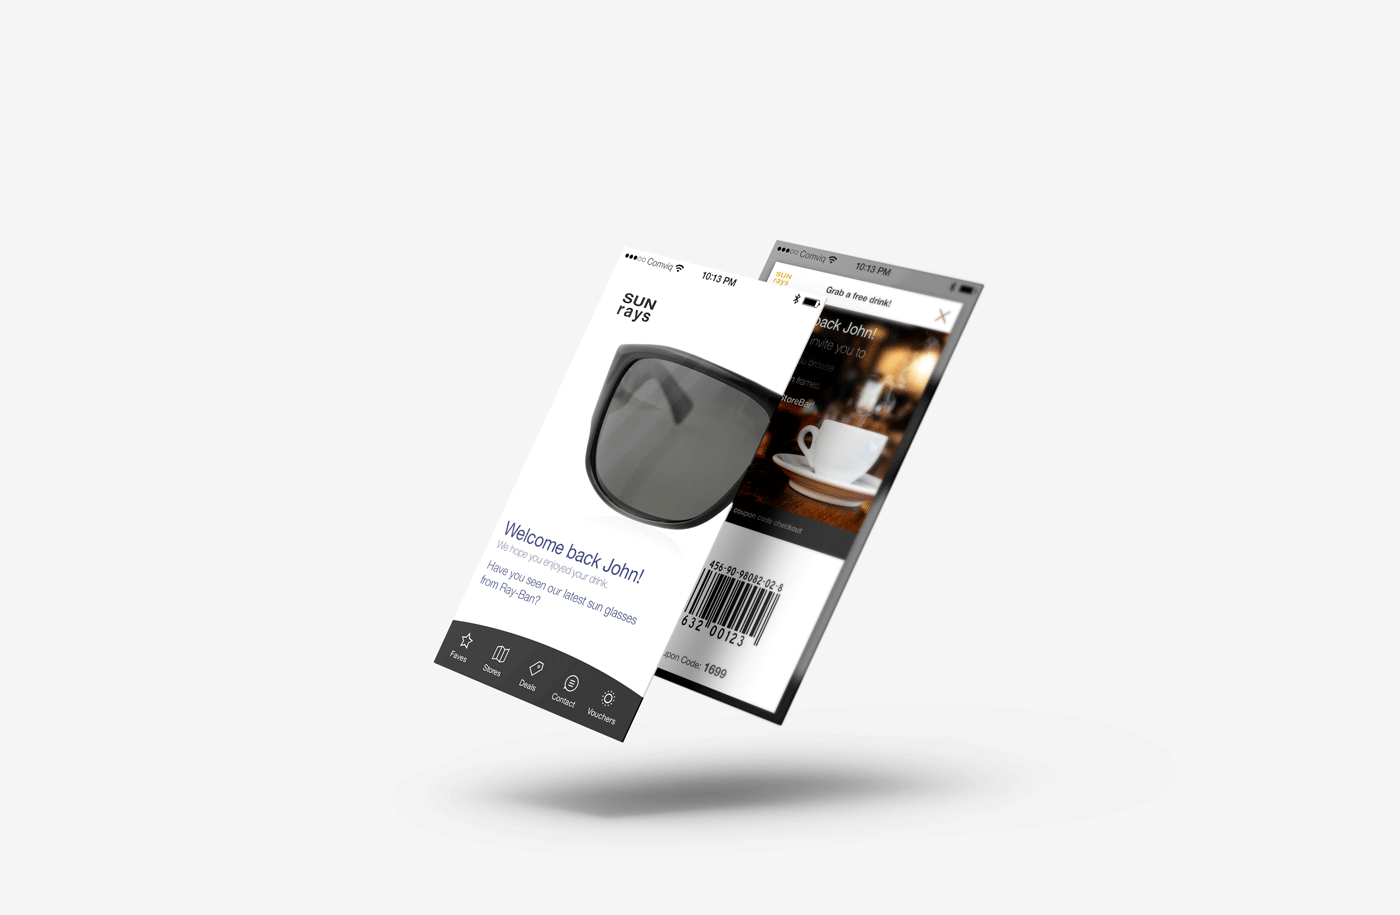 Comviq
10:13 PM
SUN
rays
Welcome back John!
We hope you enjoyed your drink.
Have you seen our latest sun glasses
from Ray-Ban?
Faves
Stores
Deals
Contact
Vouchers
Comviq
10:13 PM
SUN
rays
Grab a free drink!
back John!
invite you to
browse
frames.
StoreBar!
coupon code checkout
456-90-98082-02-8
632 00123
upon Code: 1699